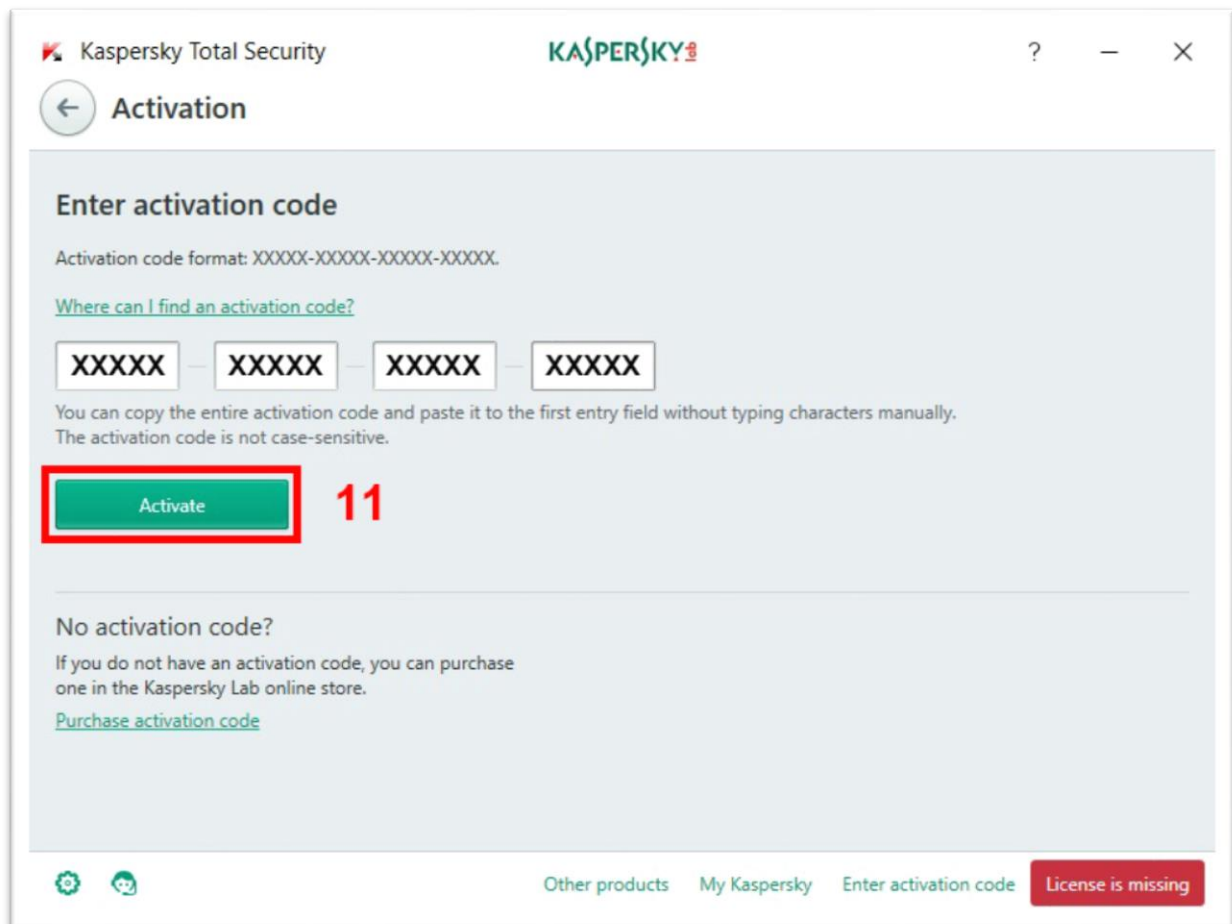 Kaspersky Total Security
KASPERSKY lab
? — ✕
← Activation
Enter activation code
Activation code format: XXXXX-XXXXX-XXXXX-XXXXX.
Where can I find an activation code?
XXXXX – XXXXX – XXXXX – XXXXX
You can copy the entire activation code and paste it to the first entry field without typing characters manually.
The activation code is not case-sensitive.
Activate 11
No activation code?
If you do not have an activation code, you can purchase
one in the Kaspersky Lab online store.
Purchase activation code
Other products My Kaspersky Enter activation code License is missing